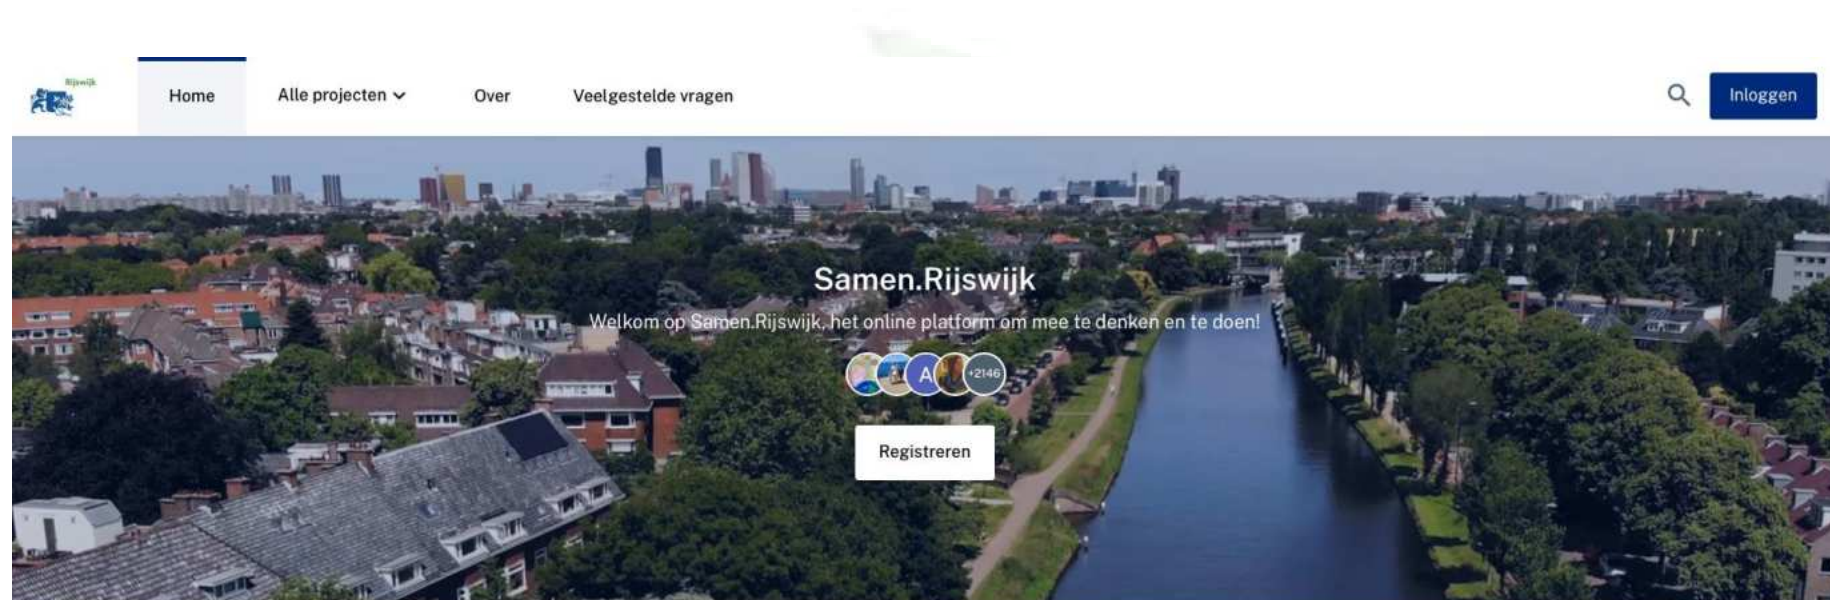 Rijswijk
Home
Alle projecten
Over
Veelgestelde vragen
Inloggen
Samen.Rijswijk
Welkom op Samen.Rijswijk, het online platform om mee te denken en te doen!
A
+2146
Registreren